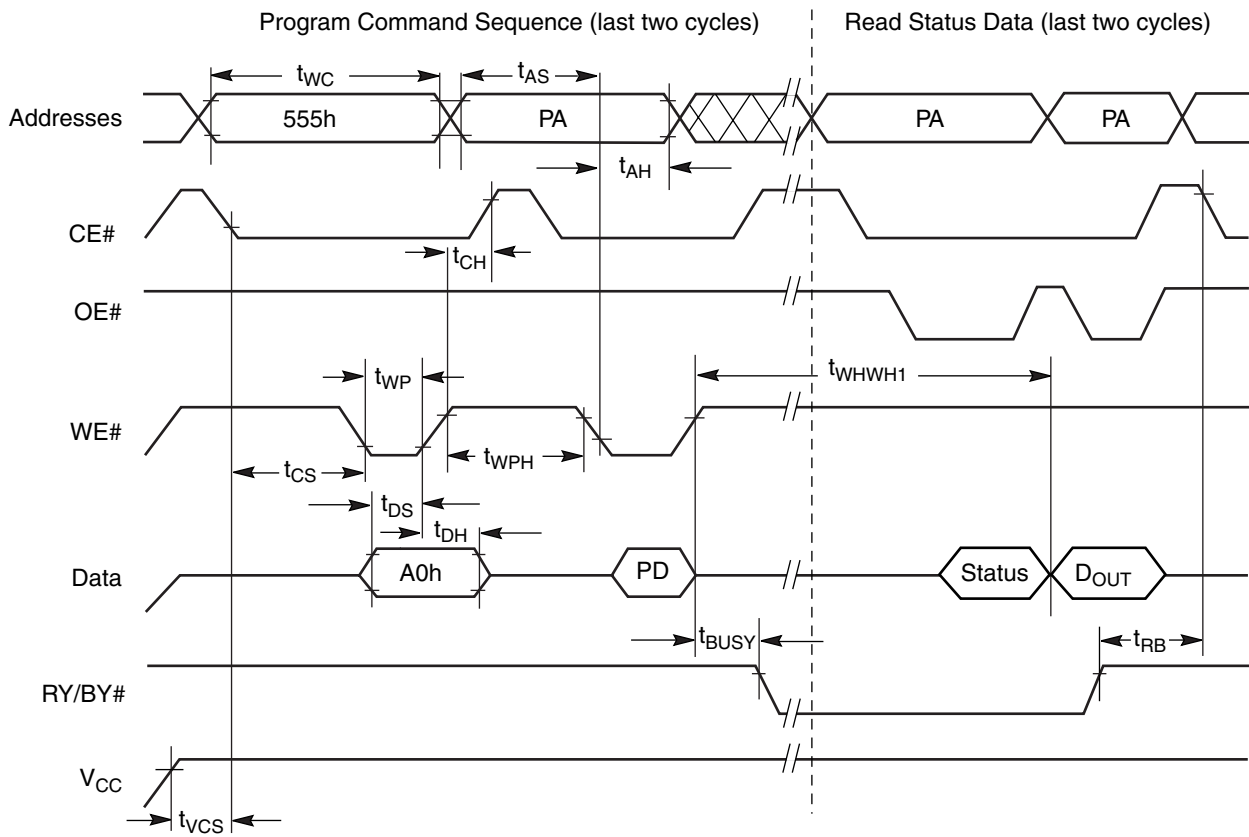 Program Command Sequence (last two cycles)
Read Status Data (last two cycles)
tWC
tAS
Addresses
555h
PA
PA
PA
tAH
CE#
tCH
OE#
tWP
tWHWH1
WE#
tCS
tWPH
tDS
tDH
Data
A0h
PD
Status
DOUT
tBUSY
tRB
RY/BY#
VCC
tVCS